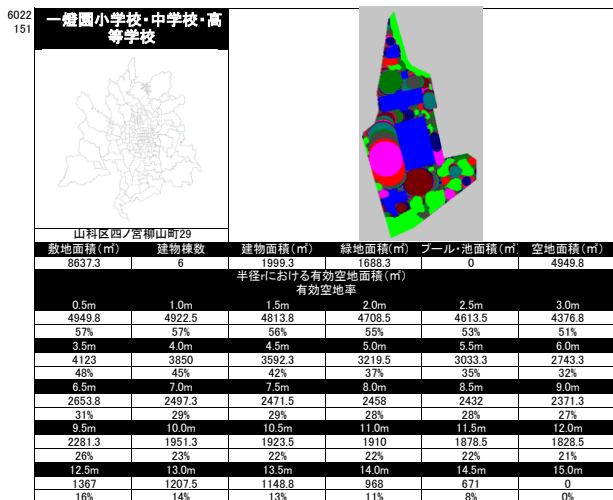 6022
151
一燈園小学校・中学校・高
等学校
山科区四ノ宮柳山町29
敷地面積(㎡) 建物棟数 建物面積(㎡) 緑地面積(㎡) プール・池面積(㎡) 空地面積(㎡)
8637.3 6 1999.3 1688.3 0 4949.8
半径rにおける有効空地面積(㎡)
有効空地率
0.5m 1.0m 1.5m 2.0m 2.5m 3.0m
4949.8 4922.5 4813.8 4708.5 4613.5 4376.8
57% 57% 56% 55% 53% 51%
3.5m 4.0m 4.5m 5.0m 5.5m 6.0m
4123 3850 3592.3 3219.5 3033.3 2743.3
48% 45% 42% 37% 35% 32%
6.5m 7.0m 7.5m 8.0m 8.5m 9.0m
2653.8 2497.3 2471.5 2458 2432 2371.3
31% 29% 29% 28% 28% 27%
9.5m 10.0m 10.5m 11.0m 11.5m 12.0m
2281.3 1951.3 1923.5 1910 1878.5 1828.5
26% 23% 22% 22% 22% 21%
12.5m 13.0m 13.5m 14.0m 14.5m 15.0m
1367 1207.5 1148.8 968 671 0
16% 14% 13% 11% 8% 0%